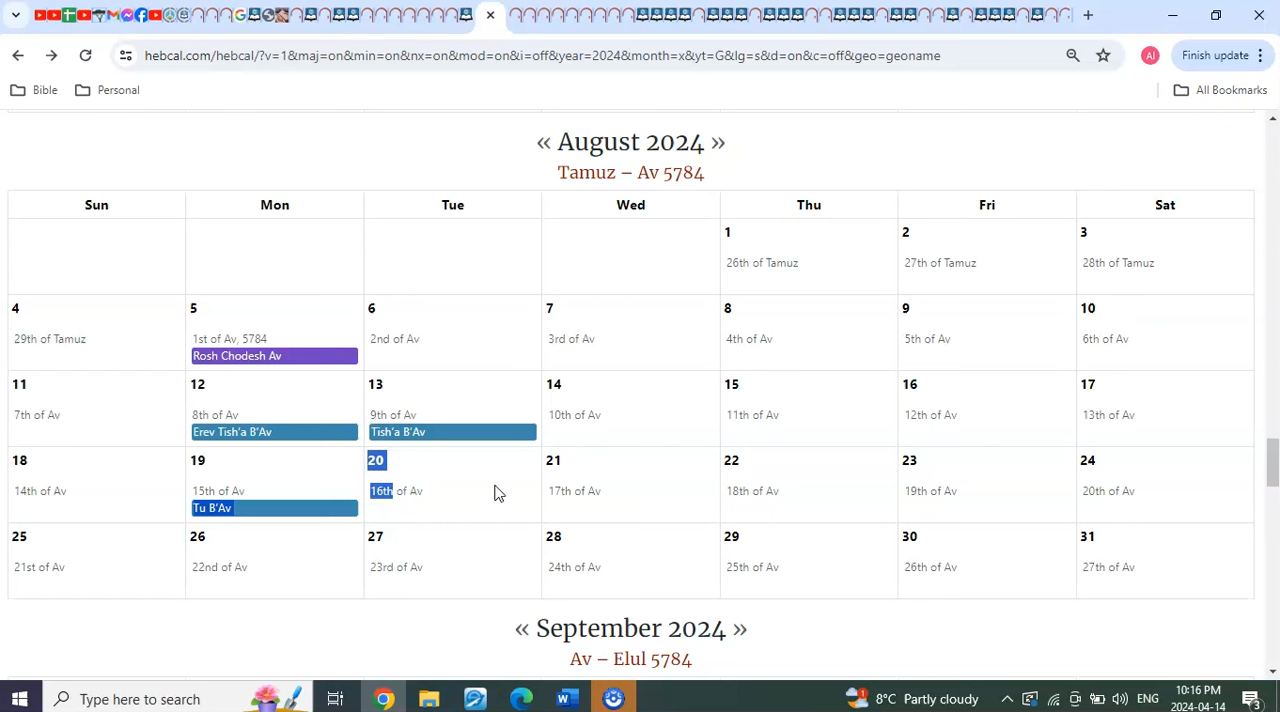 hebcal.com/hebcal/?v=1&maj=on&min=on&nx=on&mod=on&i=off&year=2024&month=x&yt=G&lg=s&d=on&c=off&geo=geoname
AI
Finish update
Bible
Personal
All Bookmarks
« August 2024 »
Tamuz – Av 5784
Sun Mon Tue Wed Thu Fri Sat
1 2 3
26th of Tamuz 27th of Tamuz 28th of Tamuz
4 5 6 7 8 9 10
29th of Tamuz 1st of Av, 5784 2nd of Av 3rd of Av 4th of Av 5th of Av 6th of Av
Rosh Chodesh Av
11 12 13 14 15 16 17
7th of Av 8th of Av 9th of Av 10th of Av 11th of Av 12th of Av 13th of Av
Erev Tish’a B’Av Tish’a B’Av
18 19 20 21 22 23 24
14th of Av 15th of Av 16th of Av 17th of Av 18th of Av 19th of Av 20th of Av
Tu B’Av
25 26 27 28 29 30 31
21st of Av 22nd of Av 23rd of Av 24th of Av 25th of Av 26th of Av 27th of Av
« September 2024 »
Av – Elul 5784
Type here to search
1
8°C Partly cloudy
ENG
10:16 PM
2024-04-14
3